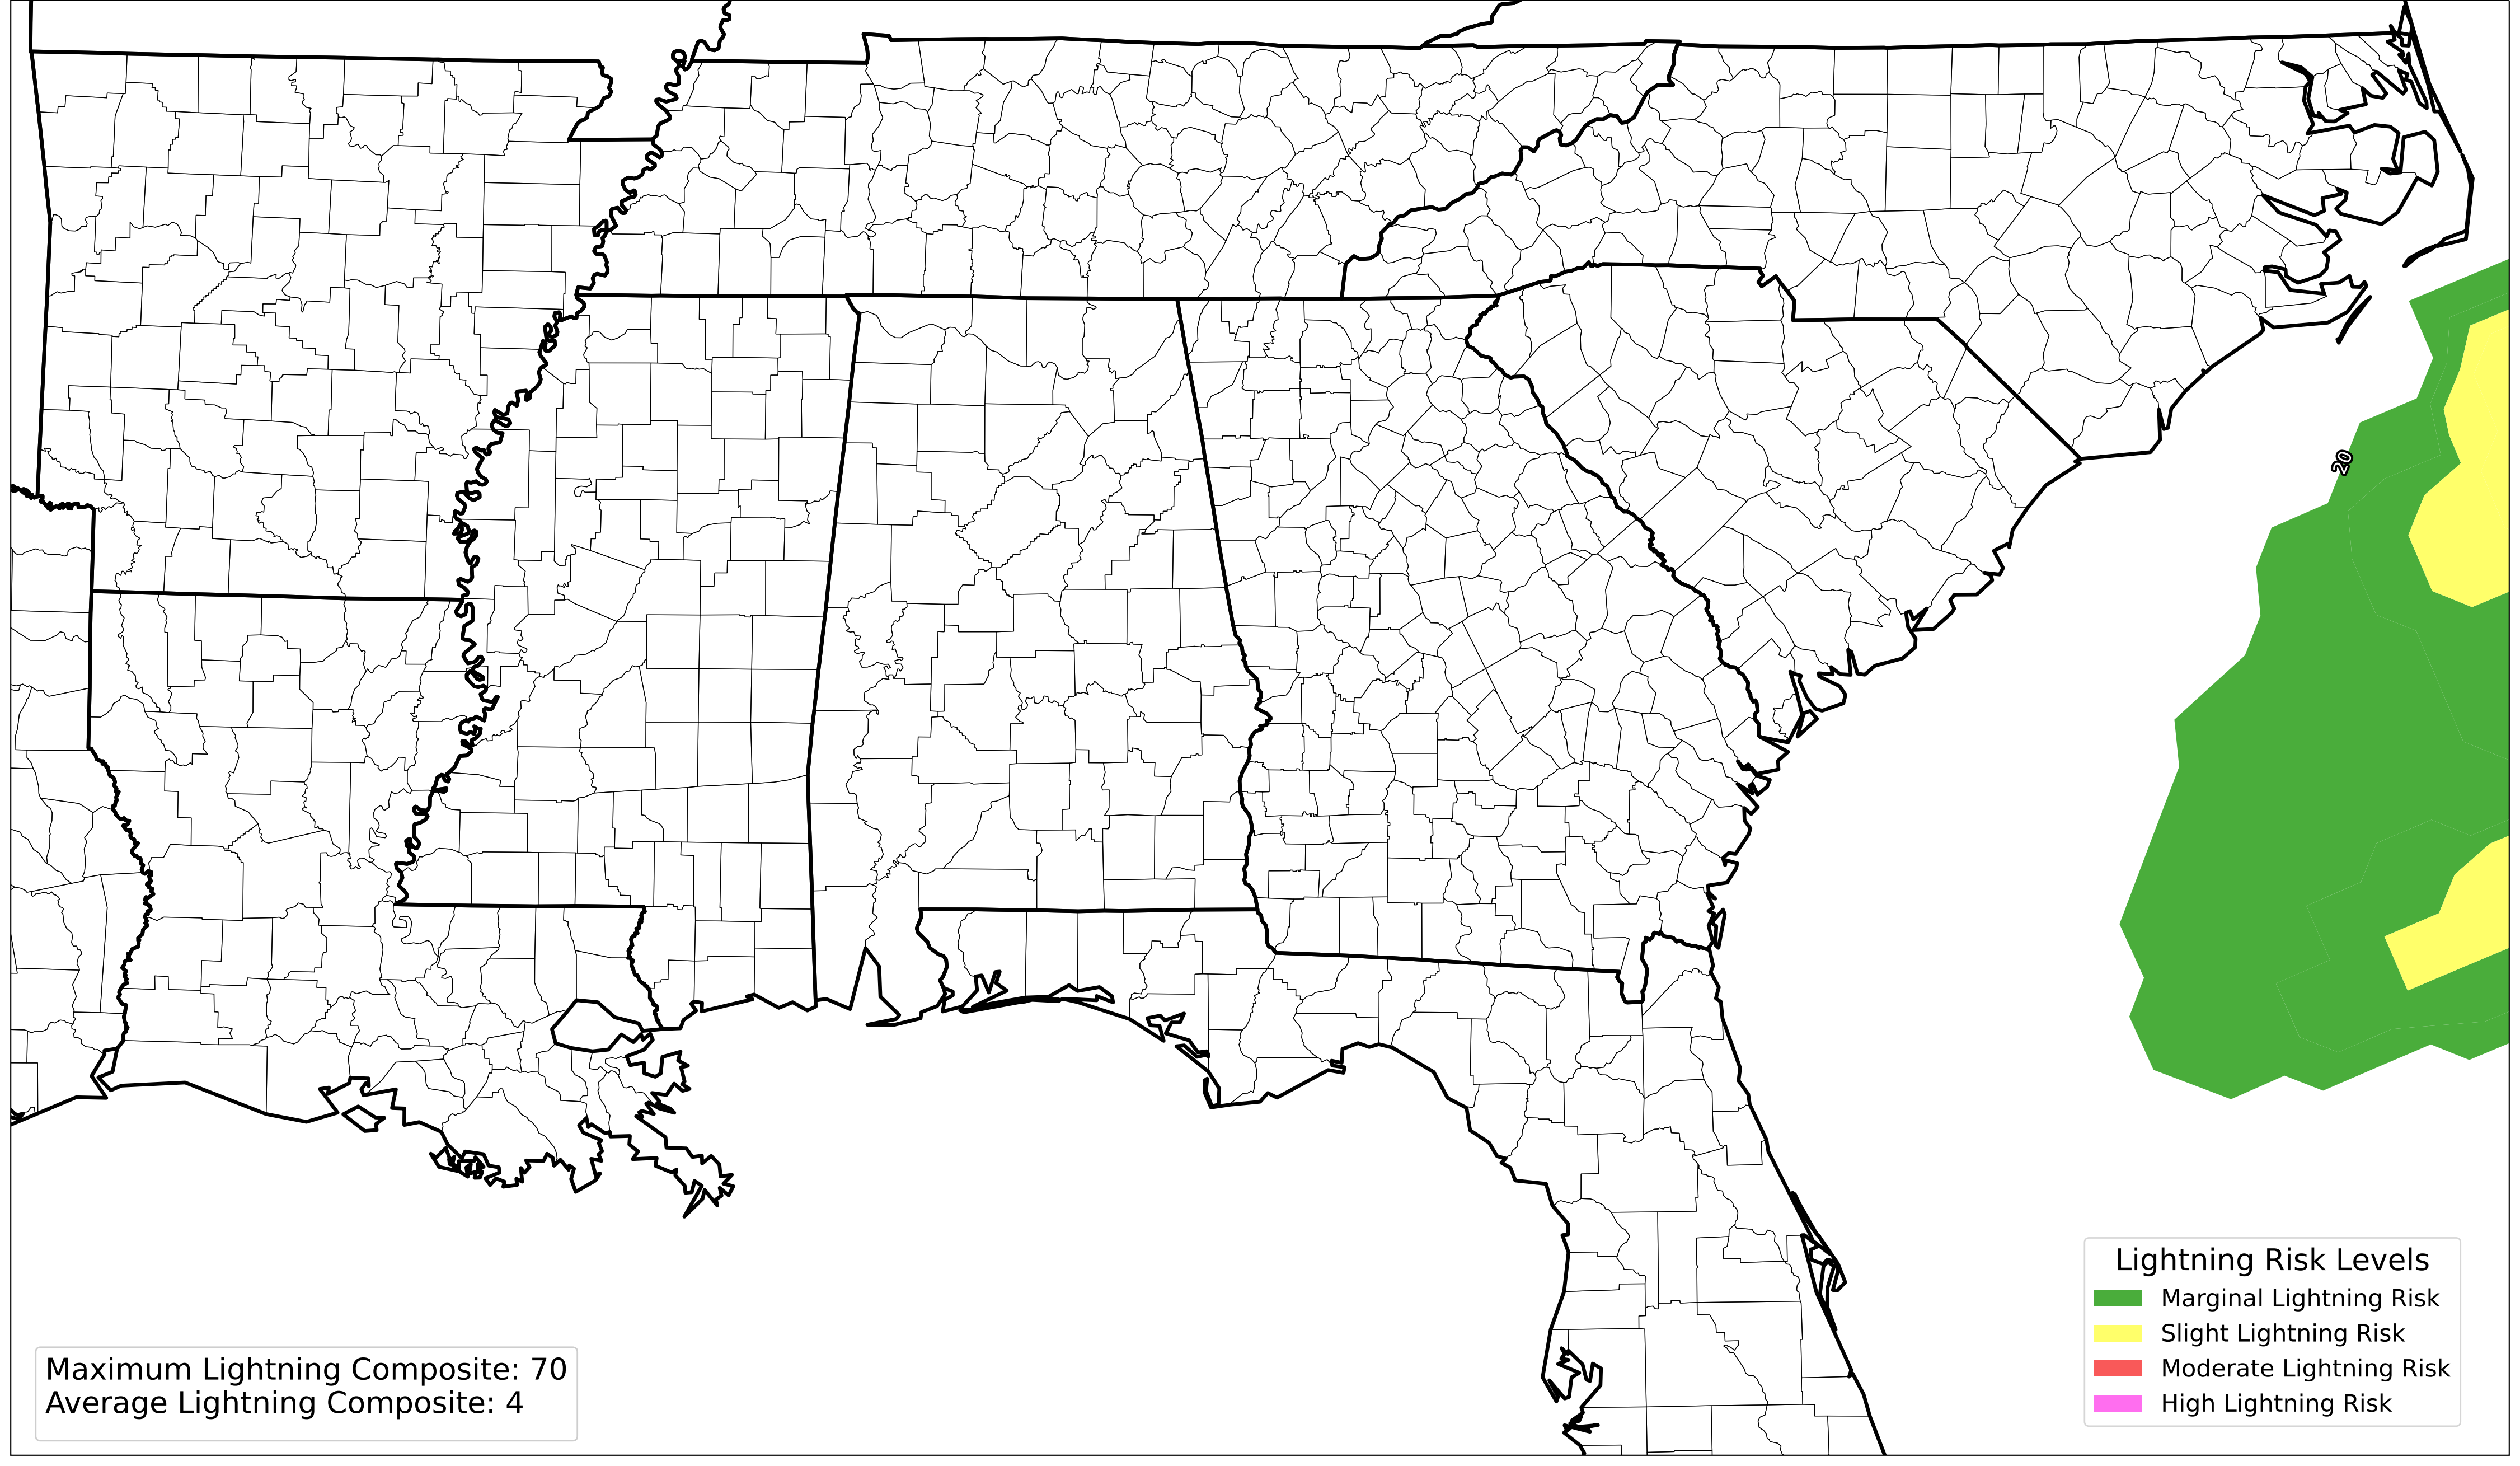 20
Lightning Risk Levels
Marginal Lightning Risk
Slight Lightning Risk
Moderate Lightning Risk
High Lightning Risk
Maximum Lightning Composite: 70
Average Lightning Composite: 4